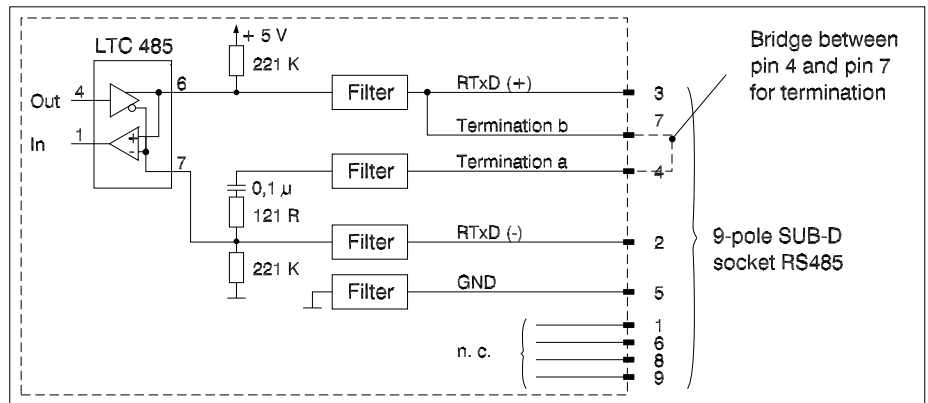 + 5 V
LTC 485
221 K
6
Filter
RTxD (+)
3
Bridge between
pin 4 and pin 7
for termination
Out
4
7
Termination b
In
1
+
-
7
Termination a
Filter
4
0,1 µ
121 R
RTxD (-)
Filter
2
9-pole SUB-D
socket RS485
221 K
GND
Filter
5
1
n. c.
6
8
9